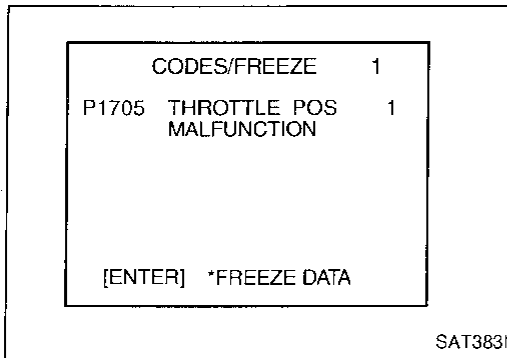 CODES/FREEZE 1
P1705 THROTTLE POS 1
MALFUNCTION
[ENTER] *FREEZE DATA